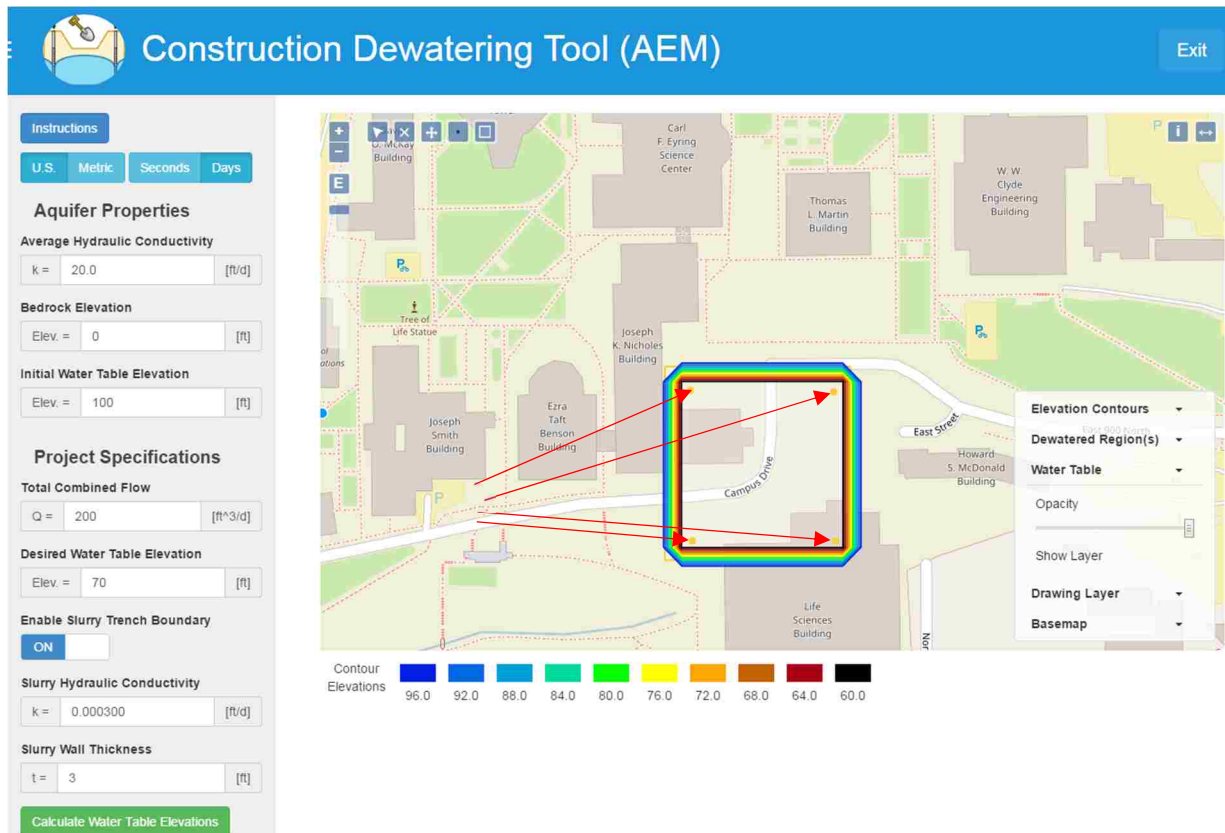 Construction Dewatering Tool (AEM)
Exit
Instructions
U.S. Metric Seconds Days
Aquifer Properties
Average Hydraulic Conductivity
k = 20.0 [ft/d]
Bedrock Elevation
Elev. = 0 [ft]
Initial Water Table Elevation
Elev. = 100 [ft]
Project Specifications
Total Combined Flow
Q = 200 [ft^3/d]
Desired Water Table Elevation
Elev. = 70 [ft]
Enable Slurry Trench Boundary
ON
Slurry Hydraulic Conductivity
k = 0.000300 [ft/d]
Slurry Wall Thickness
t = 3 [ft]
Calculate Water Table Elevations
+
−
E
i
McKay
Building
Carl
F. Eyring
Science
Center
P
Thomas
L. Martin
Building
W. W.
Clyde
Engineering
Building
P
Tree of
Life Statue
Joseph
K. Nicholes
Building
P
Joseph
Smith
Building
Ezra
Taft
Benson
Building
P
Campus Drive
East Street
East 900 North
Howard
S. McDonald
Building
Life
Sciences
Building
Elevation Contours
Dewatered Region(s)
Water Table
Opacity
Show Layer
Drawing Layer
Basemap
Contour
Elevations
96.0 92.0 88.0 84.0 80.0 76.0 72.0 68.0 64.0 60.0